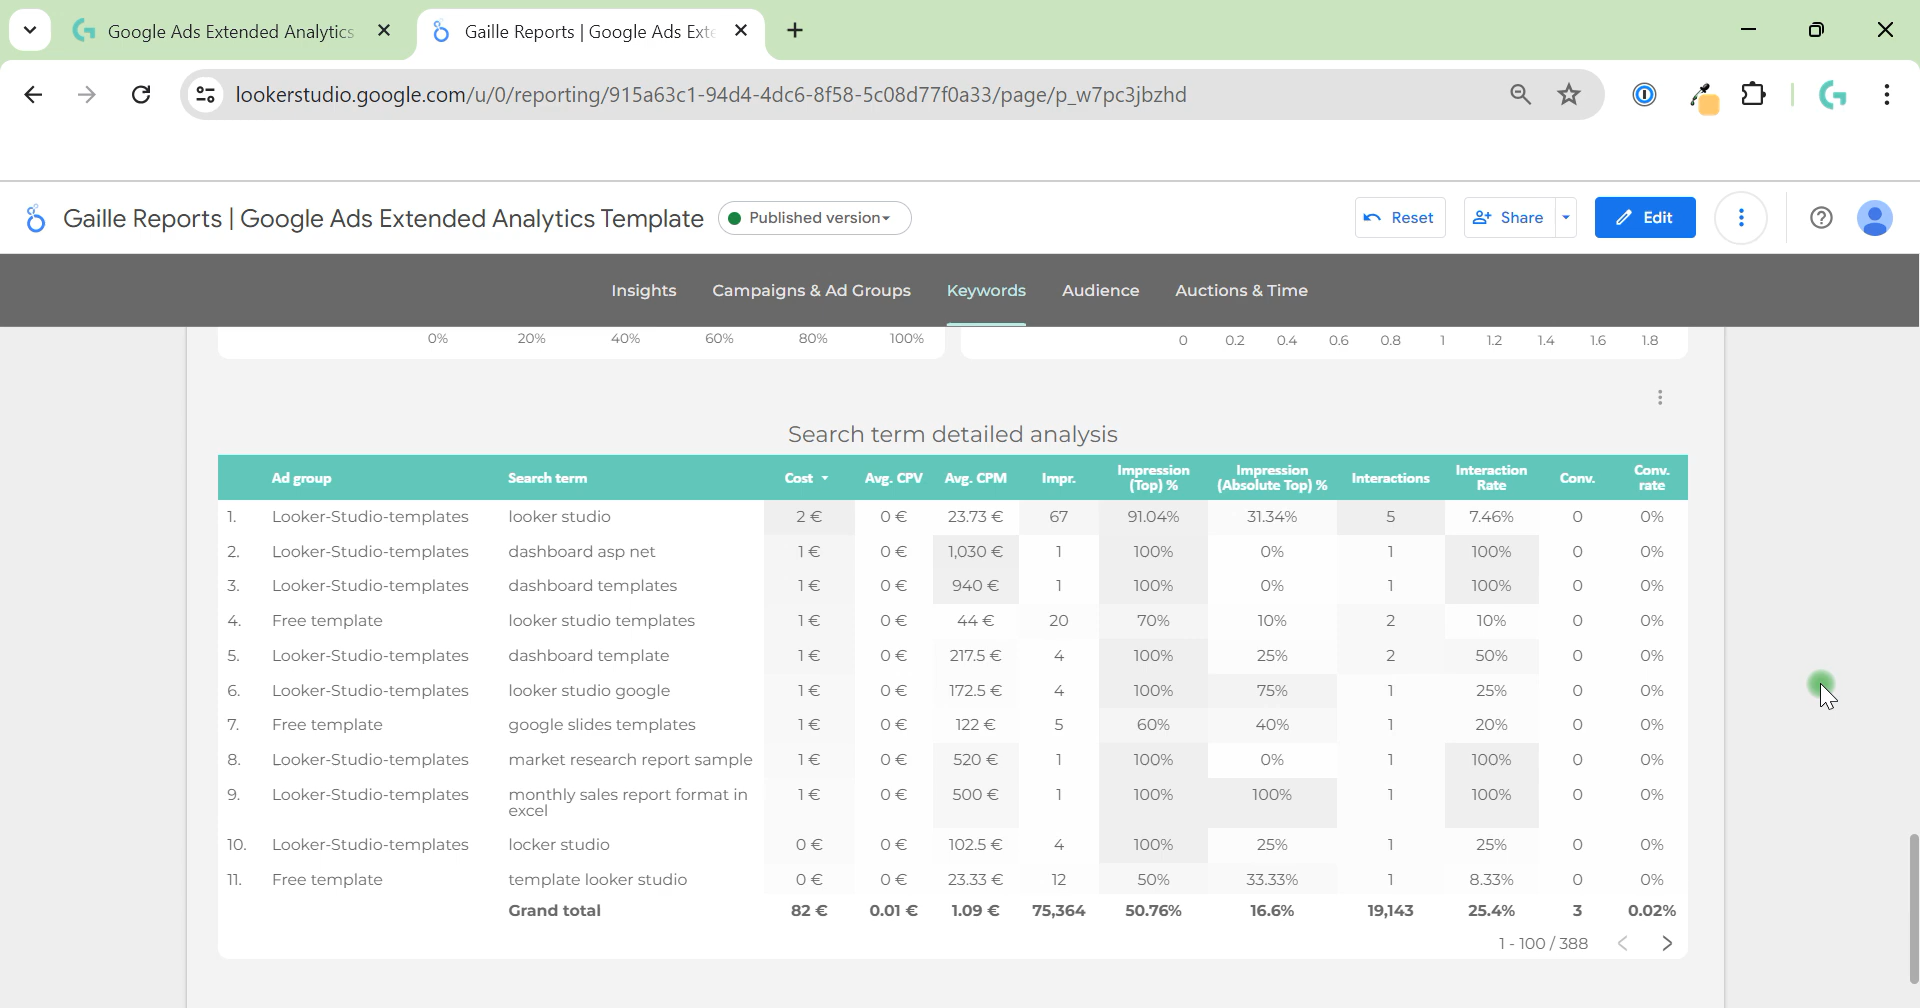 Google Ads Extended Analytics
Gaille Reports | Google Ads Exte
lookerstudio.google.com/u/0/reporting/915a63c1-94d4-4dc6-8f58-5c08d77f0a33/page/p_w7pc3jbzhd
Gaille Reports | Google Ads Extended Analytics Template
Published version
Reset
Share
Edit
Insights
Campaigns & Ad Groups
Keywords
Audience
Auctions & Time
0% 20% 40% 60% 80% 100%
0 0.2 0.4 0.6 0.8 1 1.2 1.4 1.6 1.8
Search term detailed analysis
Ad group Search term Cost Avg. CPV Avg. CPM Impr. Impression (Top) % Impression (Absolute Top) % Interactions Interaction Rate Conv. Conv. rate
1. Looker-Studio-templates looker studio 2 € 0 € 23.73 € 67 91.04% 31.34% 5 7.46% 0 0%
2. Looker-Studio-templates dashboard asp net 1 € 0 € 1,030 € 1 100% 0% 1 100% 0 0%
3. Looker-Studio-templates dashboard templates 1 € 0 € 940 € 1 100% 0% 1 100% 0 0%
4. Free template looker studio templates 1 € 0 € 44 € 20 70% 10% 2 10% 0 0%
5. Looker-Studio-templates dashboard template 1 € 0 € 217.5 € 4 100% 25% 2 50% 0 0%
6. Looker-Studio-templates looker studio google 1 € 0 € 172.5 € 4 100% 75% 1 25% 0 0%
7. Free template google slides templates 1 € 0 € 122 € 5 60% 40% 1 20% 0 0%
8. Looker-Studio-templates market research report sample 1 € 0 € 520 € 1 100% 0% 1 100% 0 0%
9. Looker-Studio-templates monthly sales report format in excel 1 € 0 € 500 € 1 100% 100% 1 100% 0 0%
10. Looker-Studio-templates locker studio 0 € 0 € 102.5 € 4 100% 25% 1 25% 0 0%
11. Free template template looker studio 0 € 0 € 23.33 € 12 50% 33.33% 1 8.33% 0 0%
Grand total 82 € 0.01 € 1.09 € 75,364 50.76% 16.6% 19,143 25.4% 3 0.02%
1 - 100 / 388